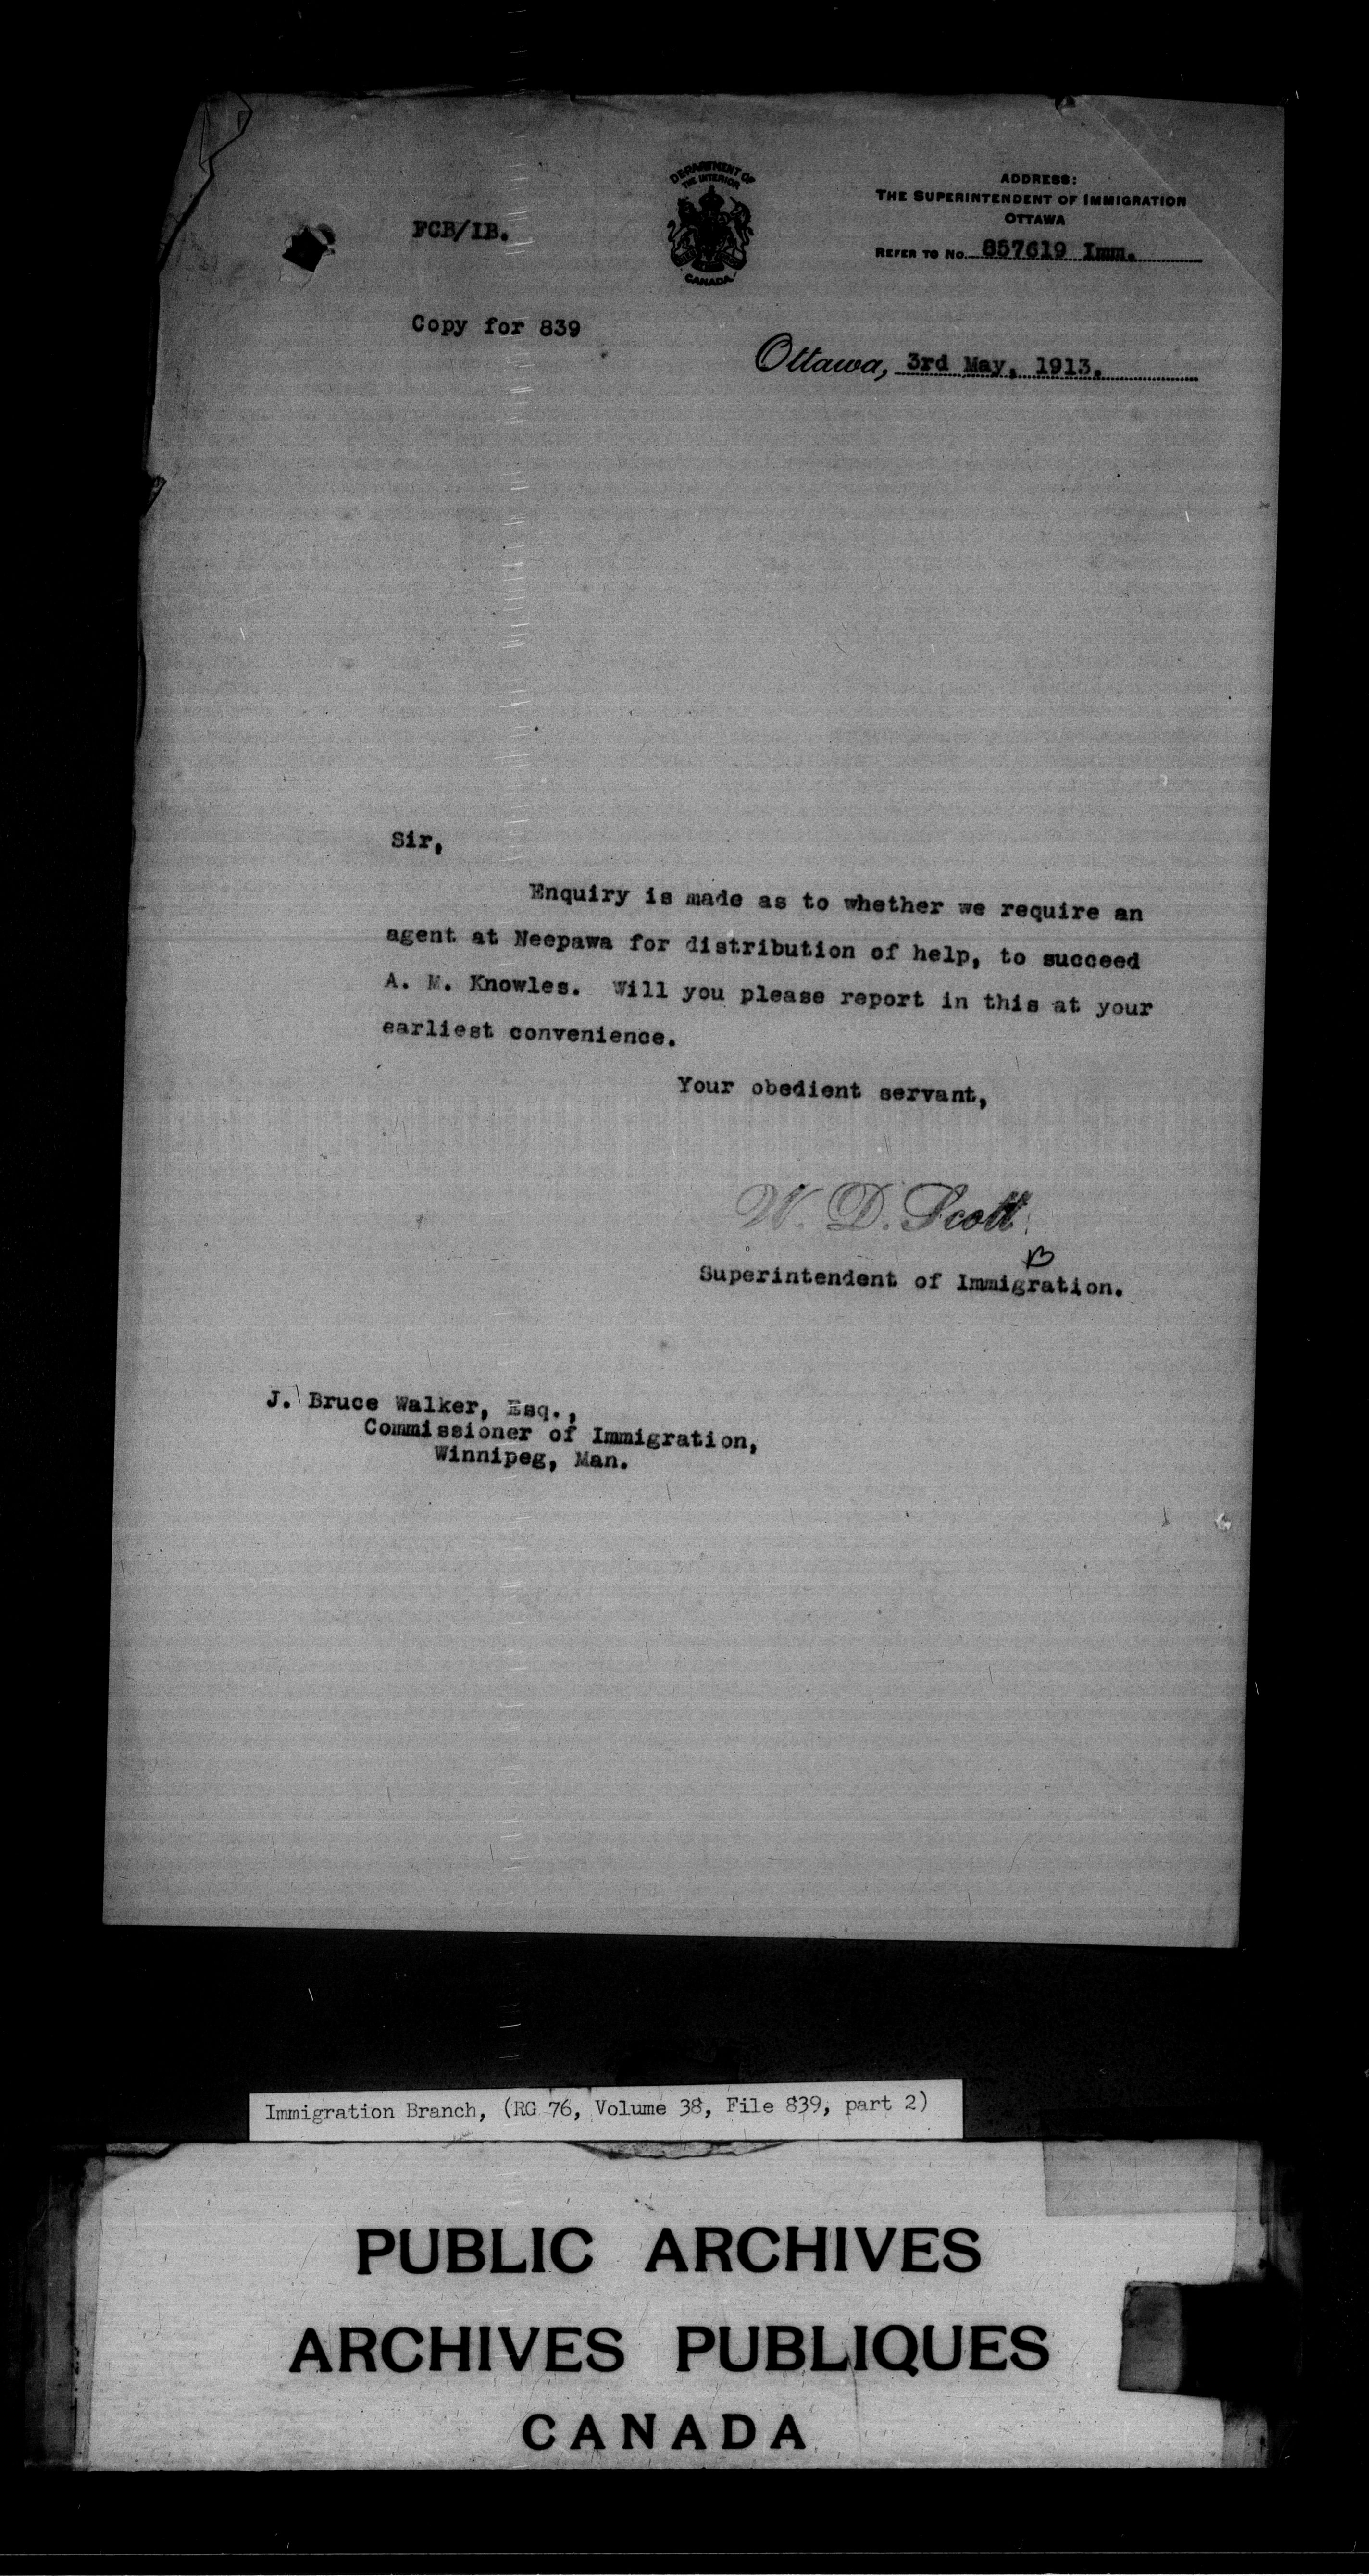 FCB/IB.
DEPARTMENT OF
THE INTERIOR
CANADA
ADDRESS:
THE SUPERINTENDENT OF IMMIGRATION
OTTAWA
REFER TO No. 857619 Imm.
Copy for 839
Ottawa, 3rd May, 1913.
Sir,
Enquiry is made as to whether we require an
agent at Neepawa for distribution of help, to succeed
A. M. Knowles. Will you please report in this at your
earliest convenience.
Your obedient servant,
W. D. Scott
B
Superintendent of Immigration.
J. Bruce Walker, Esq.,
Commissioner of Immigration,
Winnipeg, Man.
Immigration Branch, (RG 76, Volume 38, File 839, part 2)
PUBLIC ARCHIVES
ARCHIVES PUBLIQUES
CANADA